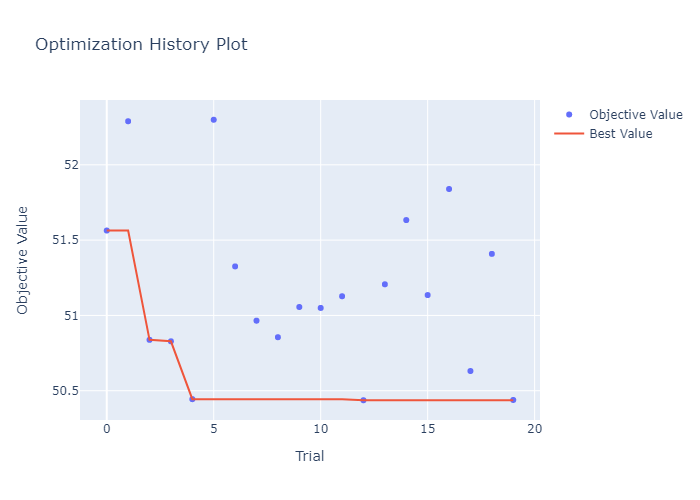 Optimization History Plot
Objective Value
Best Value
52
51.5
51
50.5
Objective Value
0
5
10
15
20
Trial